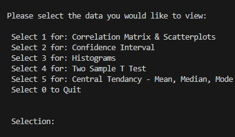 Please select the data you would like to view:
Select 1 for: Correlation Matrix & Scatterplots
Select 2 for: Confidence Interval
Select 3 for: Histograms
Select 4 for: Two Sample T Test
Select 5 for: Central Tendancy - Mean, Median, Mode
Select 0 to Quit
Selection: